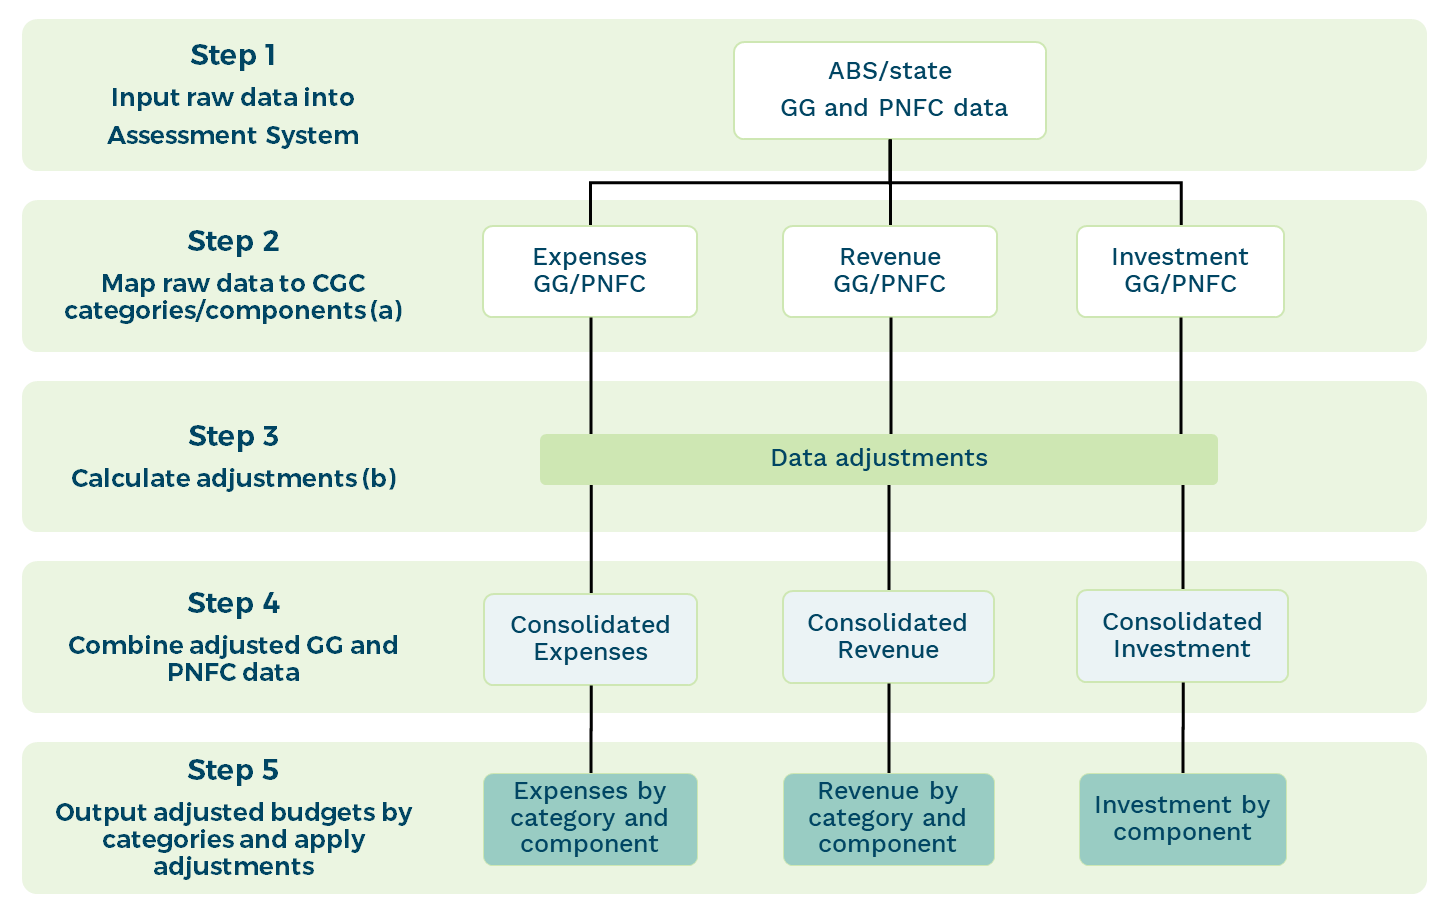 Step 1
Input raw data into
Assessment System
ABS/state
GG and PNFC data
Step 2
Map raw data to CGC
categories/components (a)
Expenses
GG/PNFC
Revenue
GG/PNFC
Investment
GG/PNFC
Step 3
Calculate adjustments (b)
Data adjustments
Step 4
Combine adjusted GG and
PNFC data
Consolidated
Expenses
Consolidated
Revenue
Consolidated
Investment
Step 5
Output adjusted budgets by
categories and apply
adjustments
Expenses by
category and
component
Revenue by
category and
component
Investment by
component